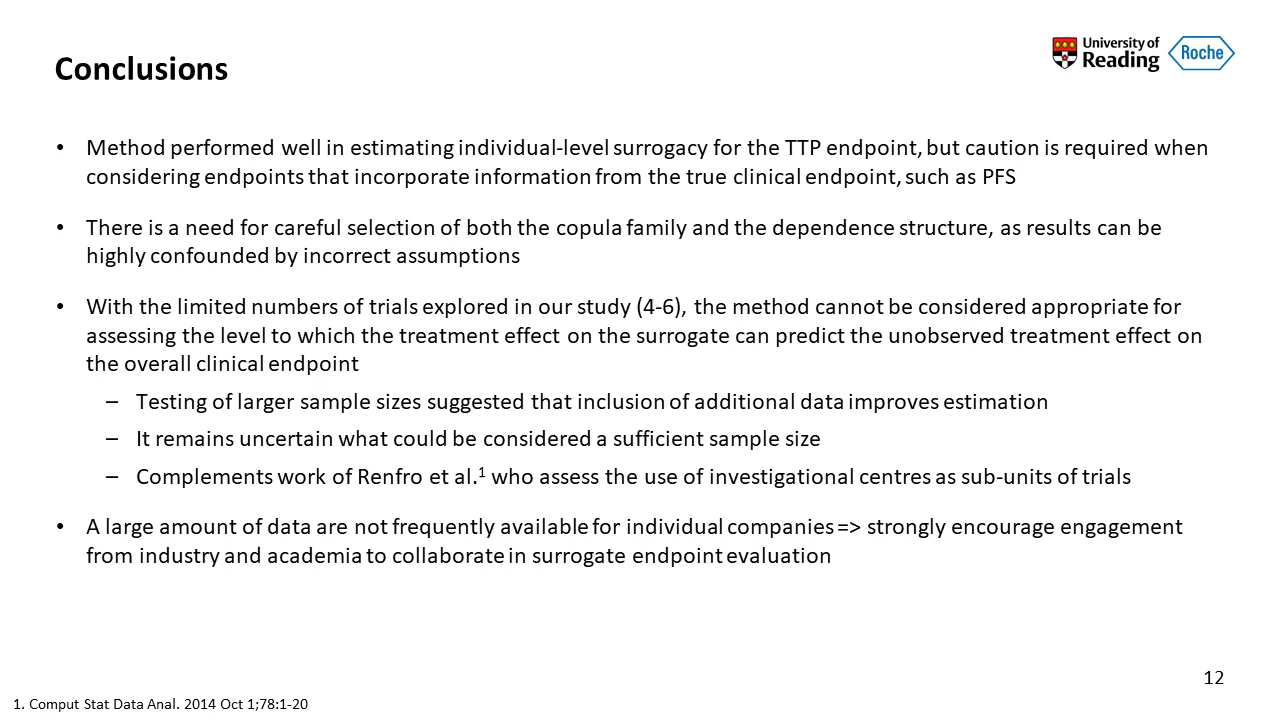 Conclusions
University of
Reading
Roche
• Method performed well in estimating individual-level surrogacy for the TTP endpoint, but caution is required when
considering endpoints that incorporate information from the true clinical endpoint, such as PFS
• There is a need for careful selection of both the copula family and the dependence structure, as results can be
highly confounded by incorrect assumptions
• With the limited numbers of trials explored in our study (4-6), the method cannot be considered appropriate for
assessing the level to which the treatment effect on the surrogate can predict the unobserved treatment effect on
the overall clinical endpoint
– Testing of larger sample sizes suggested that inclusion of additional data improves estimation
– It remains uncertain what could be considered a sufficient sample size
– Complements work of Renfro et al.¹ who assess the use of investigational centres as sub-units of trials
• A large amount of data are not frequently available for individual companies => strongly encourage engagement
from industry and academia to collaborate in surrogate endpoint evaluation
12
1. Comput Stat Data Anal. 2014 Oct 1;78:1-20